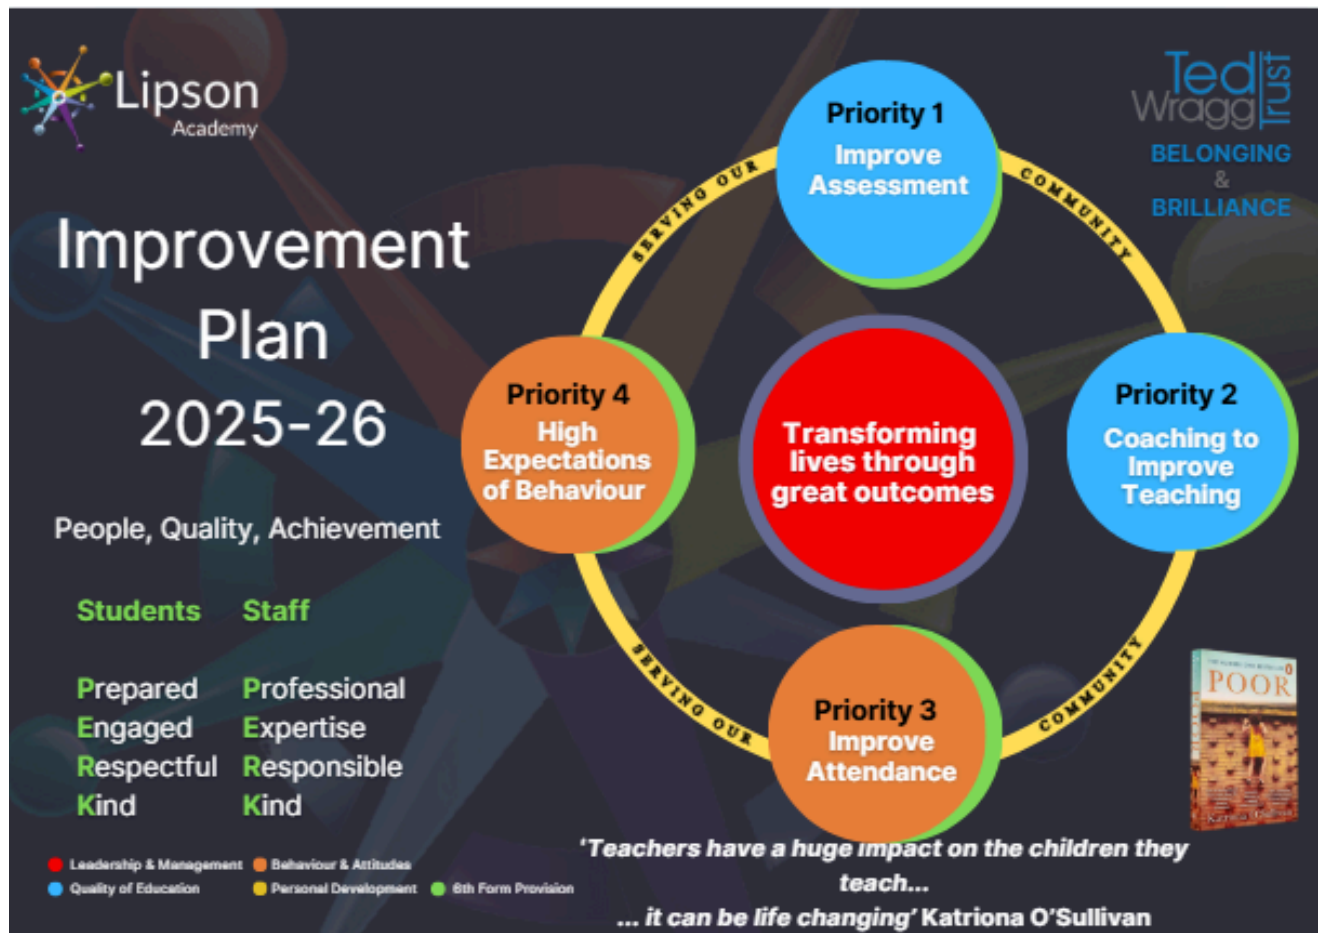 Lipson
Academy
Improvement
Plan
2025-26
People, Quality, Achievement
Students
Prepared
Engaged
Respectful
Kind
Staff
Professional
Expertise
Responsible
Kind
Leadership & Management
Behaviour & Attitudes
Quality of Education
Personal Development
6th Form Provision
Priority 1
Improve
Assessment
SERVING OUR
COMMUNITY
Priority 2
Coaching to
Improve
Teaching
Priority 3
Improve
Attendance
SERVING OUR
COMMUNITY
Priority 4
High
Expectations
of Behaviour
Transforming
lives through
great outcomes
Ted
Wragg
Trust
BELONGING
&
BRILLIANCE
POOR
Katriona O'Sullivan
'Teachers have a huge impact on the children they
teach...
... it can be life changing' Katriona O'Sullivan